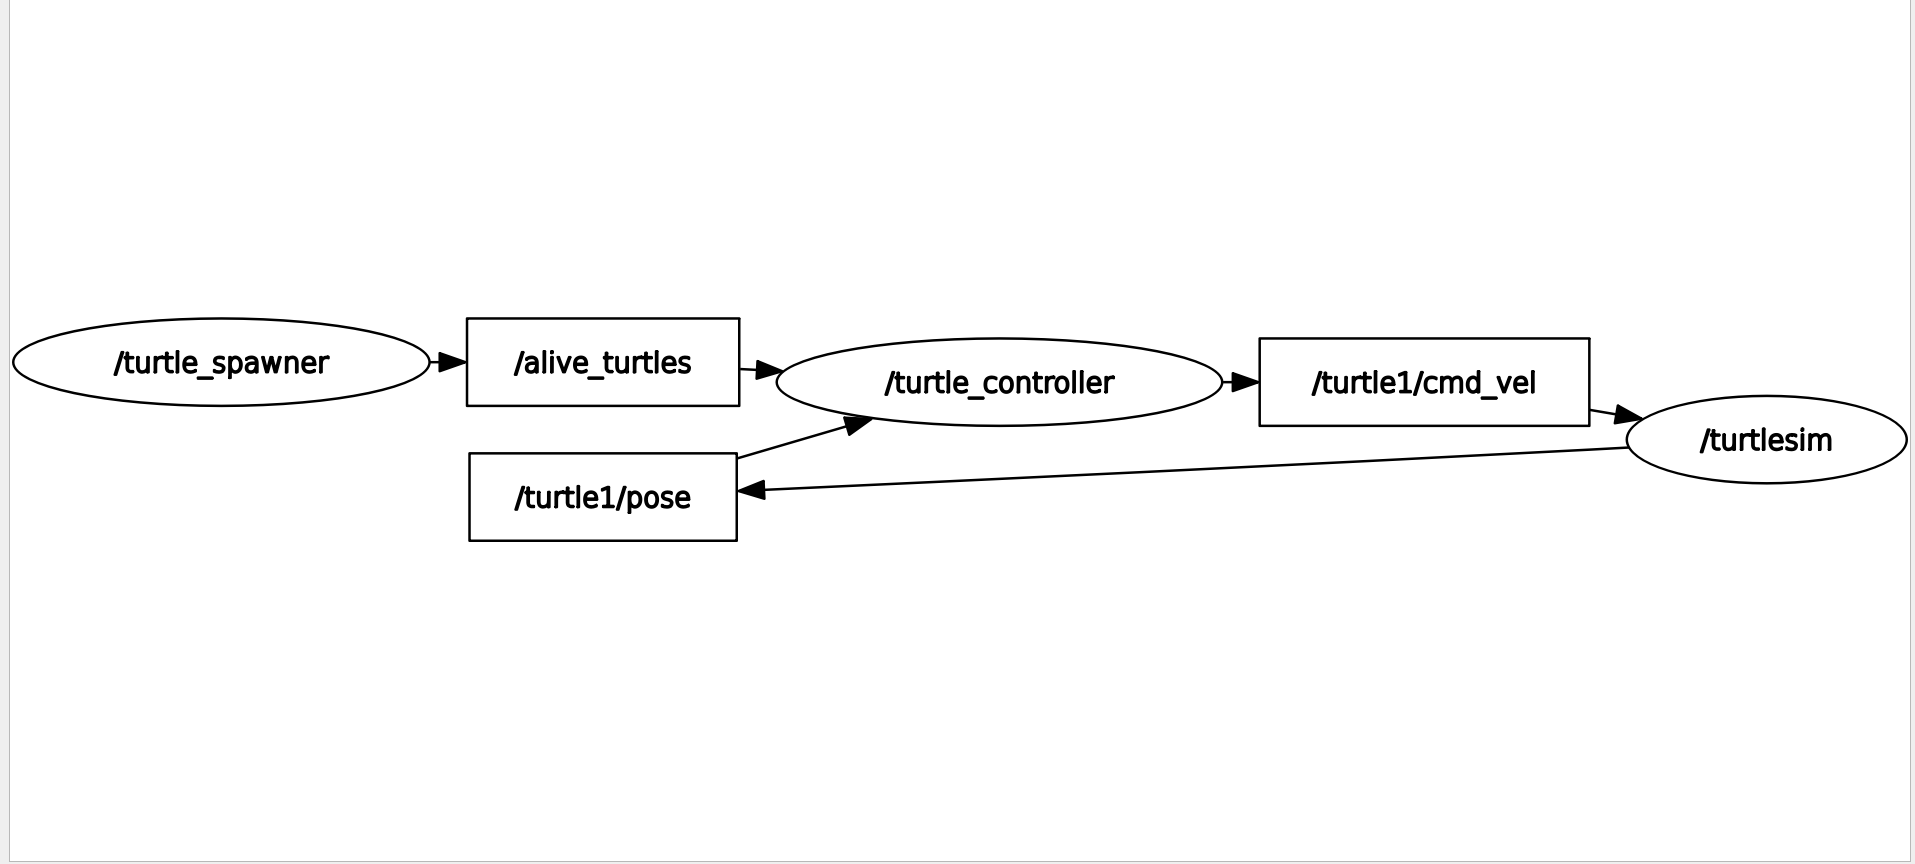 /turtle_spawner
/alive_turtles
/turtle_controller
/turtle1/cmd_vel
/turtlesim
/turtle1/pose